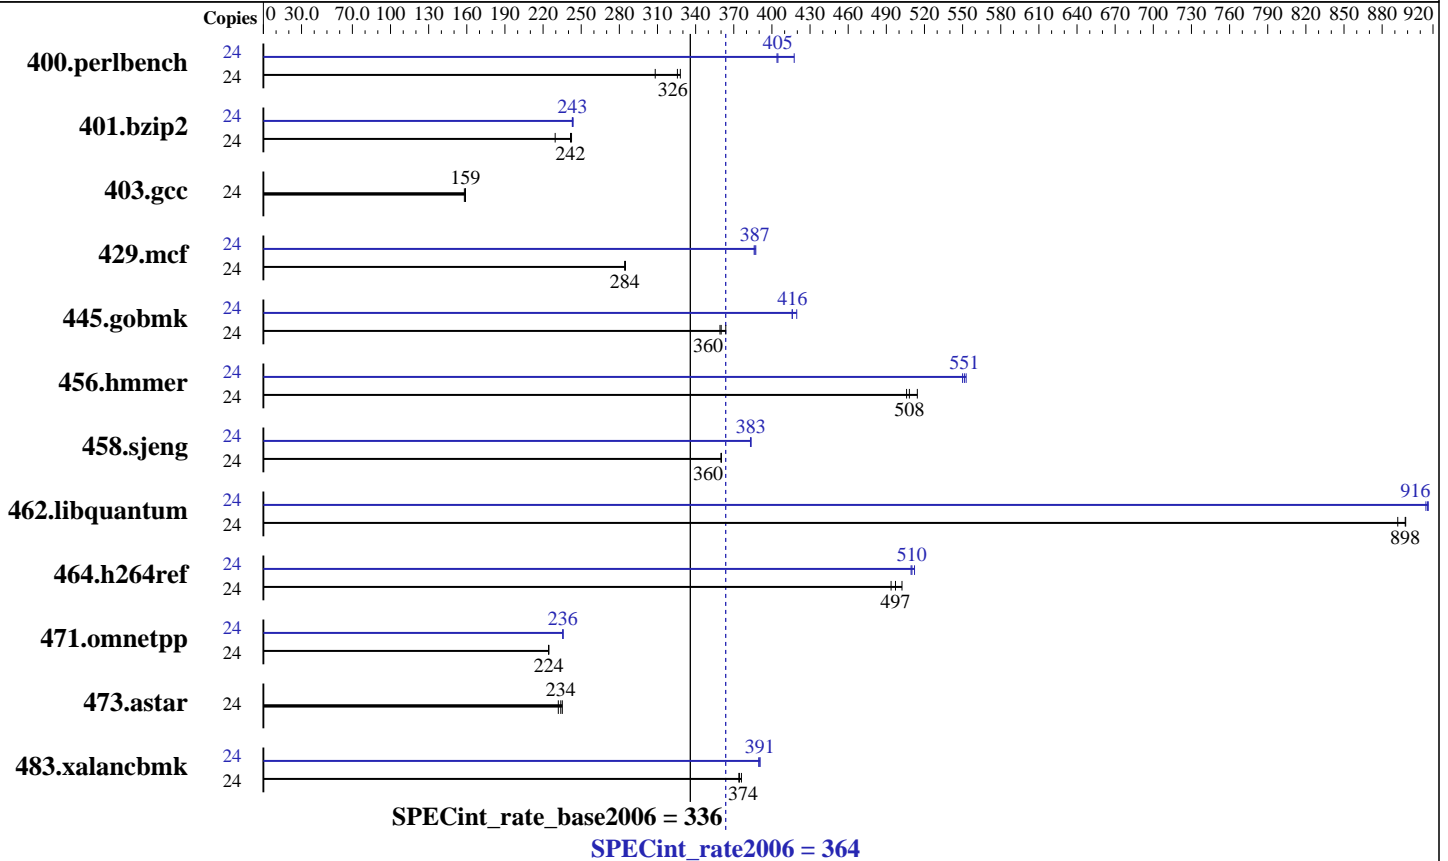 Copies 0 30.0 70.0 100 130 160 190 220 250 280 310 340 370 400 430 460 490 520 550 580 610 640 670 700 730 760 790 820 850 880 920
400.perlbench 24 405
24 326
401.bzip2 24 243
24 242
403.gcc 24 159
429.mcf 24 387
24 284
445.gobmk 24 416
24 360
456.hmmer 24 551
24 508
458.sjeng 24 383
24 360
462.libquantum 24 916
24 898
464.h264ref 24 510
24 497
471.omnetpp 24 236
24 224
473.astar 24 234
483.xalancbmk 24 391
24 374
SPECint_rate_base2006 = 336
SPECint_rate2006 = 364